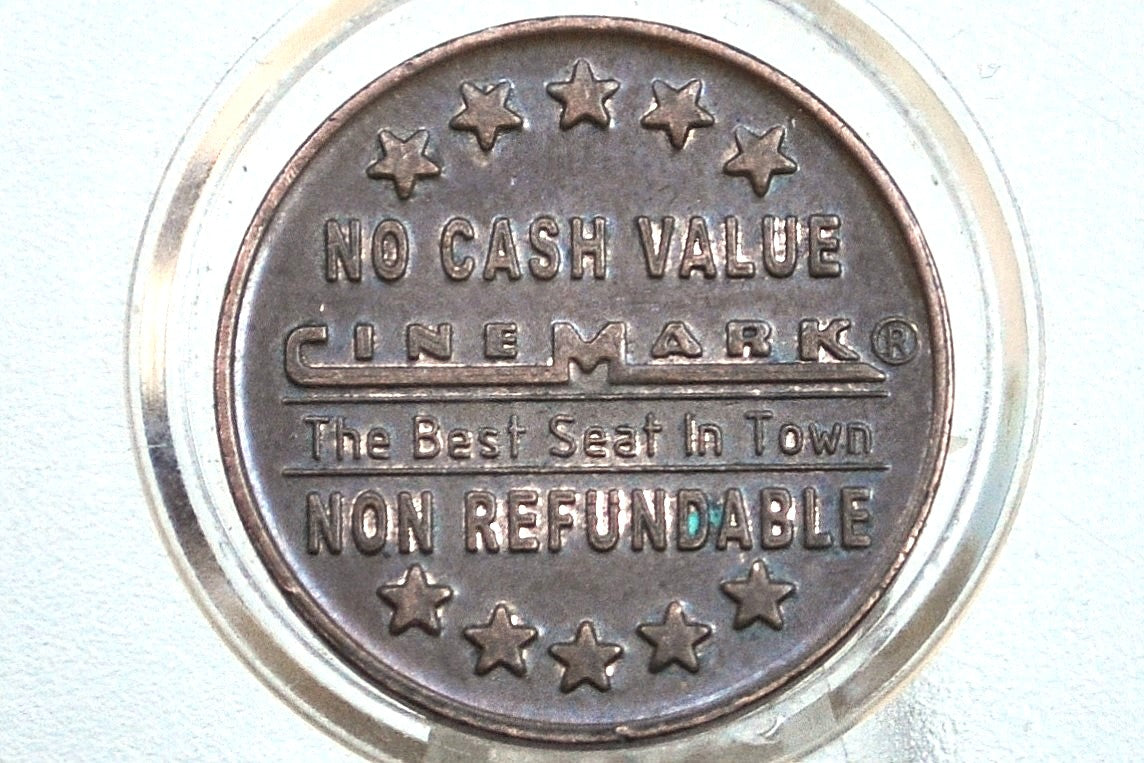 NO CASH VALUE
CINEMARK®
The Best Seat In Town
NON REFUNDABLE